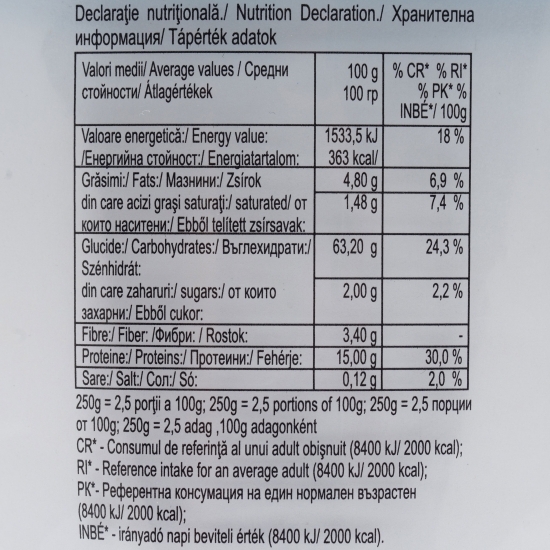 Declaraţie nutriţională./ Nutrition Declaration./ Хранителна
информация/ Tápérték adatok
Valori medii/ Average values / Средни
стойности/ Átlagértékek
100 g
100 гр
% CR* % RI*
% РК* %
INBÉ*/ 100g
Valoare energetică:/ Energy value:
/Енергийна стойност:/ Energiatartalom:
1533,5 kJ
363 kcal/
18 %
Grăsimi:/ Fats:/ Мазнини:/ Zsírok
4,80 g
6,9 %
din care acizi graşi saturaţi:/ saturated/ от
които наситени:/ Ebből telített zsírsavak:
1,48 g
7,4 %
Glucide:/ Carbohydrates:/ Въглехидрати:/
Szénhidrát:
63,20 g
24,3 %
din care zaharuri:/ sugars:/ от които
захарни:/ Ebből cukor:
2,00 g
2,2 %
Fibre:/ Fiber: /Фибри: / Rostok:
3,40 g
-
Proteine:/ Proteins:/ Протеини:/ Fehérje:
15,00 g
30,0 %
Sare:/ Salt:/ Сол:/ Só:
0,12 g
2,0 %
250g = 2,5 porţii a 100g; 250g = 2,5 portions of 100g; 250g = 2,5 порции
от 100g; 250g = 2,5 adag ,100g adagonként
CR* - Consumul de referinţă al unui adult obişnuit (8400 kJ/ 2000 kcal);
RI* - Reference intake for an average adult (8400 kJ/ 2000 kcal);
РК*- Референтна консумация на един нормален възрастен
(8400 kJ/ 2000 kcal);
INBÉ* - irányadó napi beviteli érték (8400 kJ/ 2000 kcal).